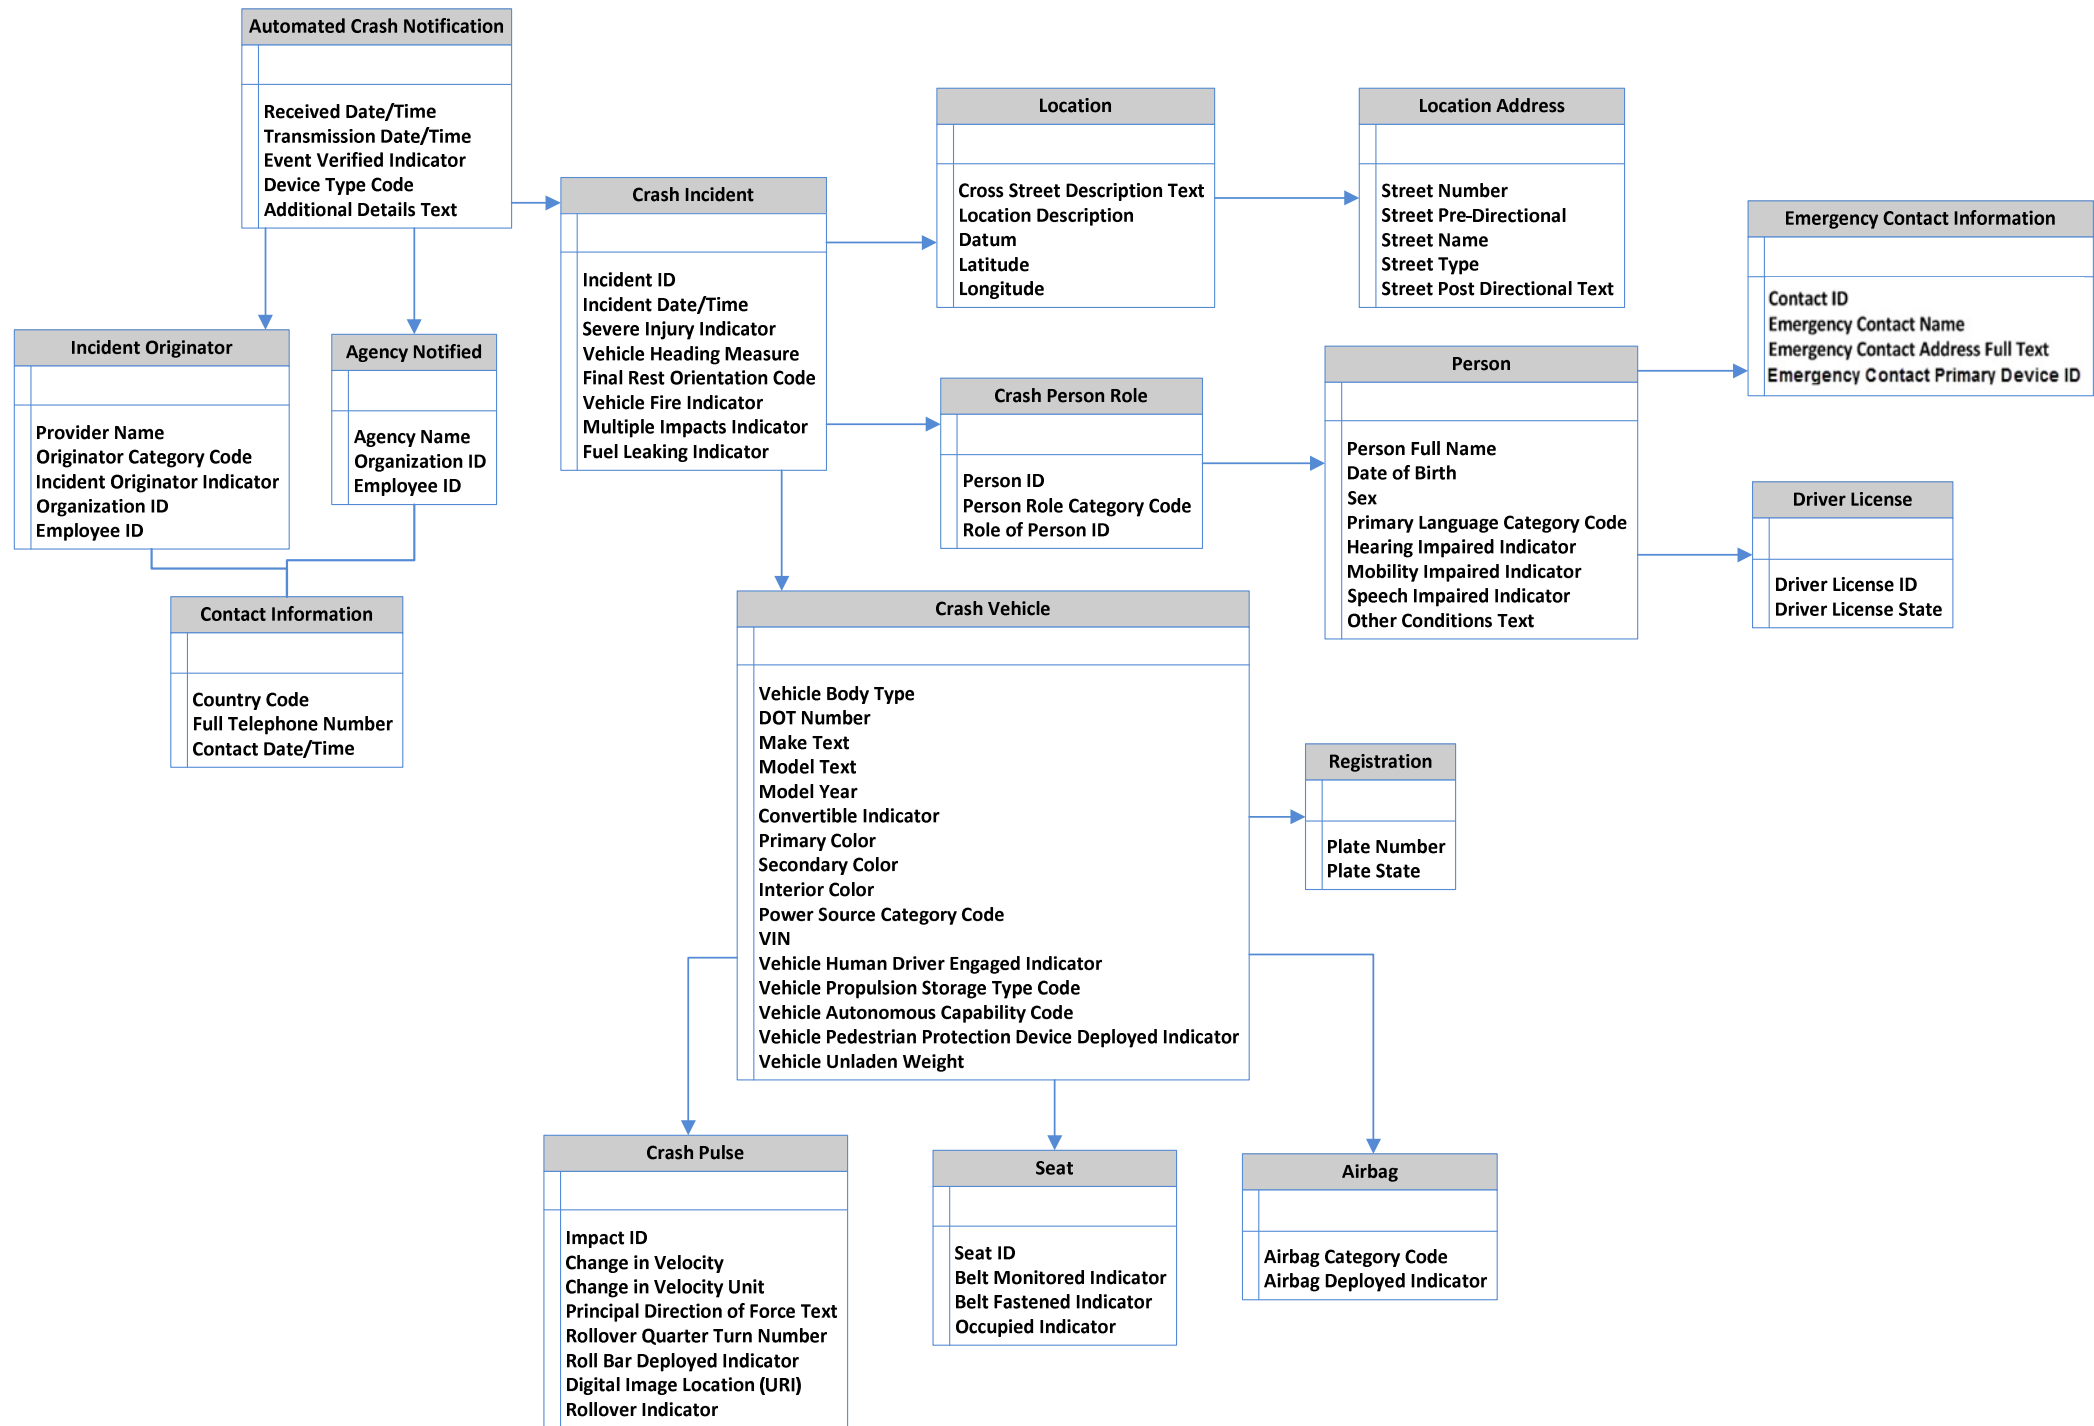 Automated Crash Notification
Received Date/Time
Transmission Date/Time
Event Verified Indicator
Device Type Code
Additional Details Text
Crash Incident
Incident ID
Incident Date/Time
Severe Injury Indicator
Vehicle Heading Measure
Final Rest Orientation Code
Vehicle Fire Indicator
Multiple Impacts Indicator
Fuel Leaking Indicator
Location
Cross Street Description Text
Location Description
Datum
Latitude
Longitude
Location Address
Street Number
Street Pre-Directional
Street Name
Street Type
Street Post Directional Text
Emergency Contact Information
Contact ID
Emergency Contact Name
Emergency Contact Address Full Text
Emergency Contact Primary Device ID
Incident Originator
Provider Name
Originator Category Code
Incident Originator Indicator
Organization ID
Employee ID
Agency Notified
Agency Name
Organization ID
Employee ID
Crash Person Role
Person ID
Person Role Category Code
Role of Person ID
Person
Person Full Name
Date of Birth
Sex
Primary Language Category Code
Hearing Impaired Indicator
Mobility Impaired Indicator
Speech Impaired Indicator
Other Conditions Text
Driver License
Driver License ID
Driver License State
Contact Information
Country Code
Full Telephone Number
Contact Date/Time
Crash Vehicle
Vehicle Body Type
DOT Number
Make Text
Model Text
Model Year
Convertible Indicator
Primary Color
Secondary Color
Interior Color
Power Source Category Code
VIN
Vehicle Human Driver Engaged Indicator
Vehicle Propulsion Storage Type Code
Vehicle Autonomous Capability Code
Vehicle Pedestrian Protection Device Deployed Indicator
Vehicle Unladen Weight
Registration
Plate Number
Plate State
Crash Pulse
Impact ID
Change in Velocity
Change in Velocity Unit
Principal Direction of Force Text
Rollover Quarter Turn Number
Roll Bar Deployed Indicator
Digital Image Location (URI)
Rollover Indicator
Seat
Seat ID
Belt Monitored Indicator
Belt Fastened Indicator
Occupied Indicator
Airbag
Airbag Category Code
Airbag Deployed Indicator